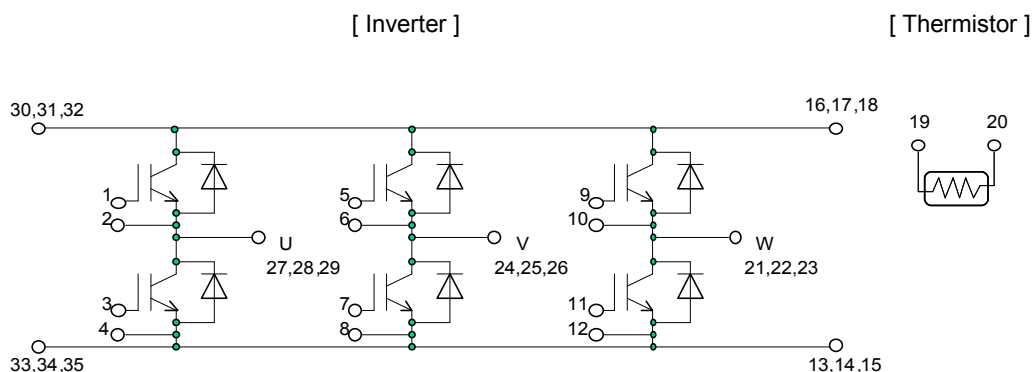 [ Inverter ] [ Thermistor ]
30,31,32 16,17,18
19 20
1 5 9
2 6 10
U V W
27,28,29 24,25,26 21,22,23
3 7 11
4 8 12
33,34,35 13,14,15